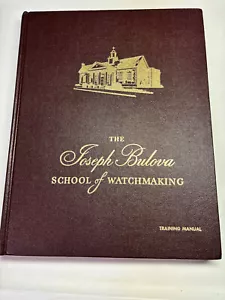 THE
Joseph Bulova
SCHOOL of WATCHMAKING
TRAINING MANUAL